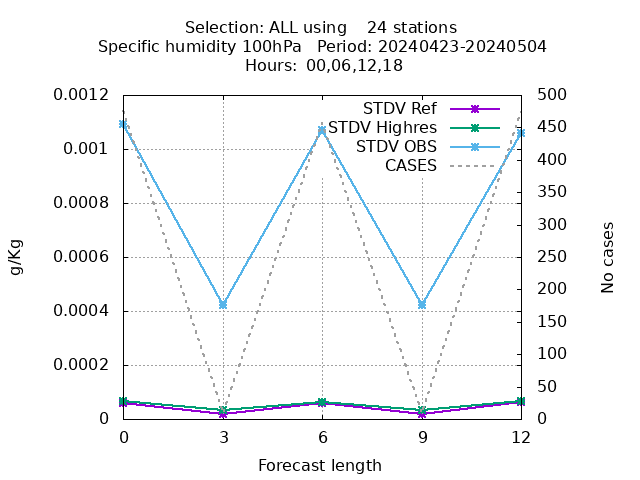 Selection: ALL using    24 stations
Specific humidity 100hPa   Period: 20240423-20240504
Hours:  00,06,12,18
STDV Ref
STDV Highres
STDV OBS
CASES
g/Kg
0.0012
0.001
0.0008
0.0006
0.0004
0.0002
0
500
450
400
350
300
250
200
150
100
50
0
No cases
0 3 6 9 12
Forecast length